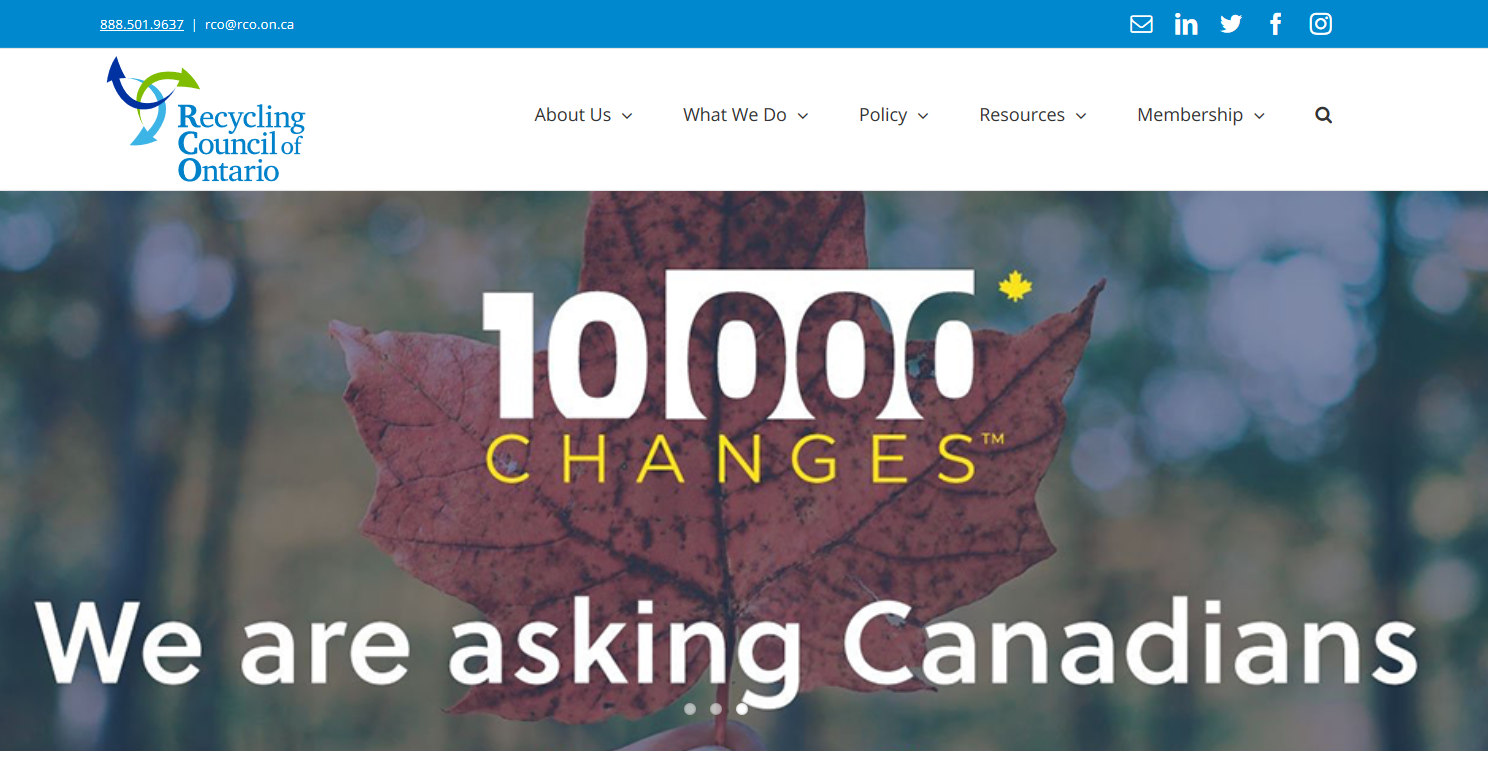 888.501.9637 | rco@rco.on.ca
Recycling
Council of
Ontario
About Us
What We Do
Policy
Resources
Membership
10000
CHANGES™
We are asking Canadians